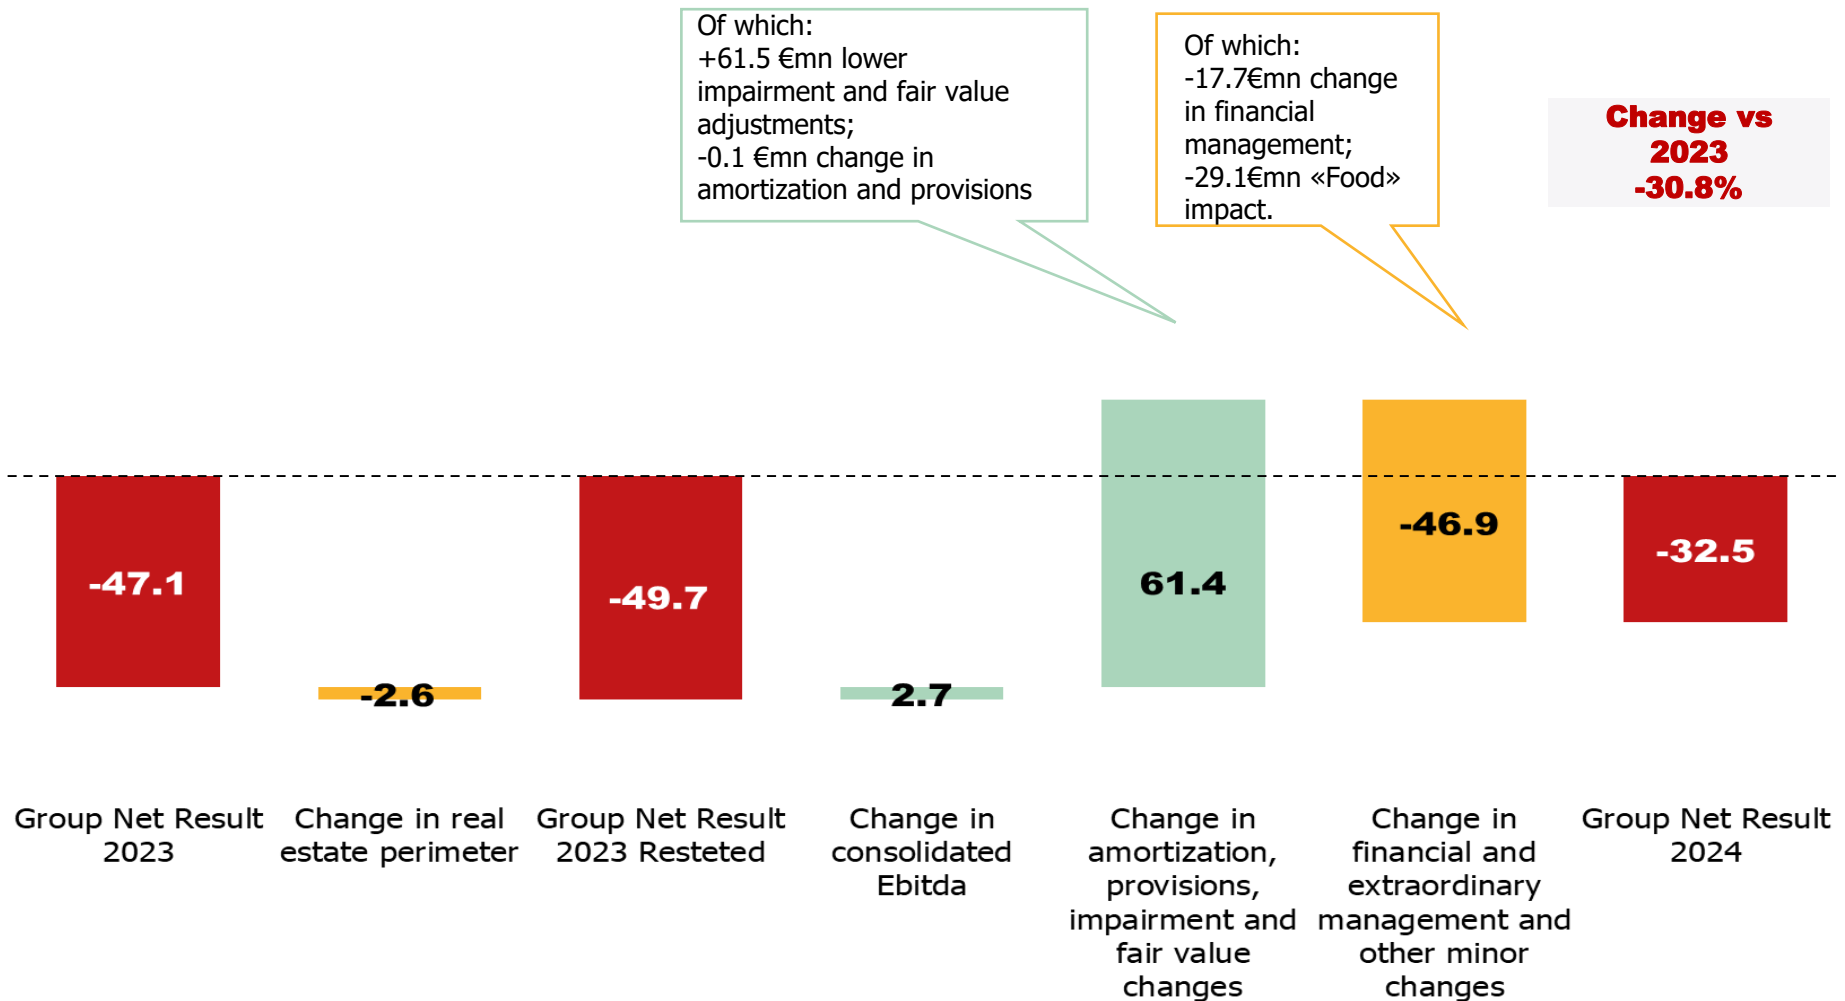 Of which:
+61.5 €mn lower
impairment and fair value
adjustments;
-0.1 €mn change in
amortization and provisions
Of which:
-17.7€mn change
in financial
management;
-29.1€mn «Food»
impact.
Change vs
2023
-30.8%
-47.1
-2.6
-49.7
2.7
61.4
-46.9
-32.5
Group Net Result
2023
Change in real
estate perimeter
Group Net Result
2023 Resteted
Change in
consolidated
Ebitda
Change in
amortization,
provisions,
impairment and
fair value
changes
Change in
financial and
extraordinary
management and
other minor
changes
Group Net Result
2024